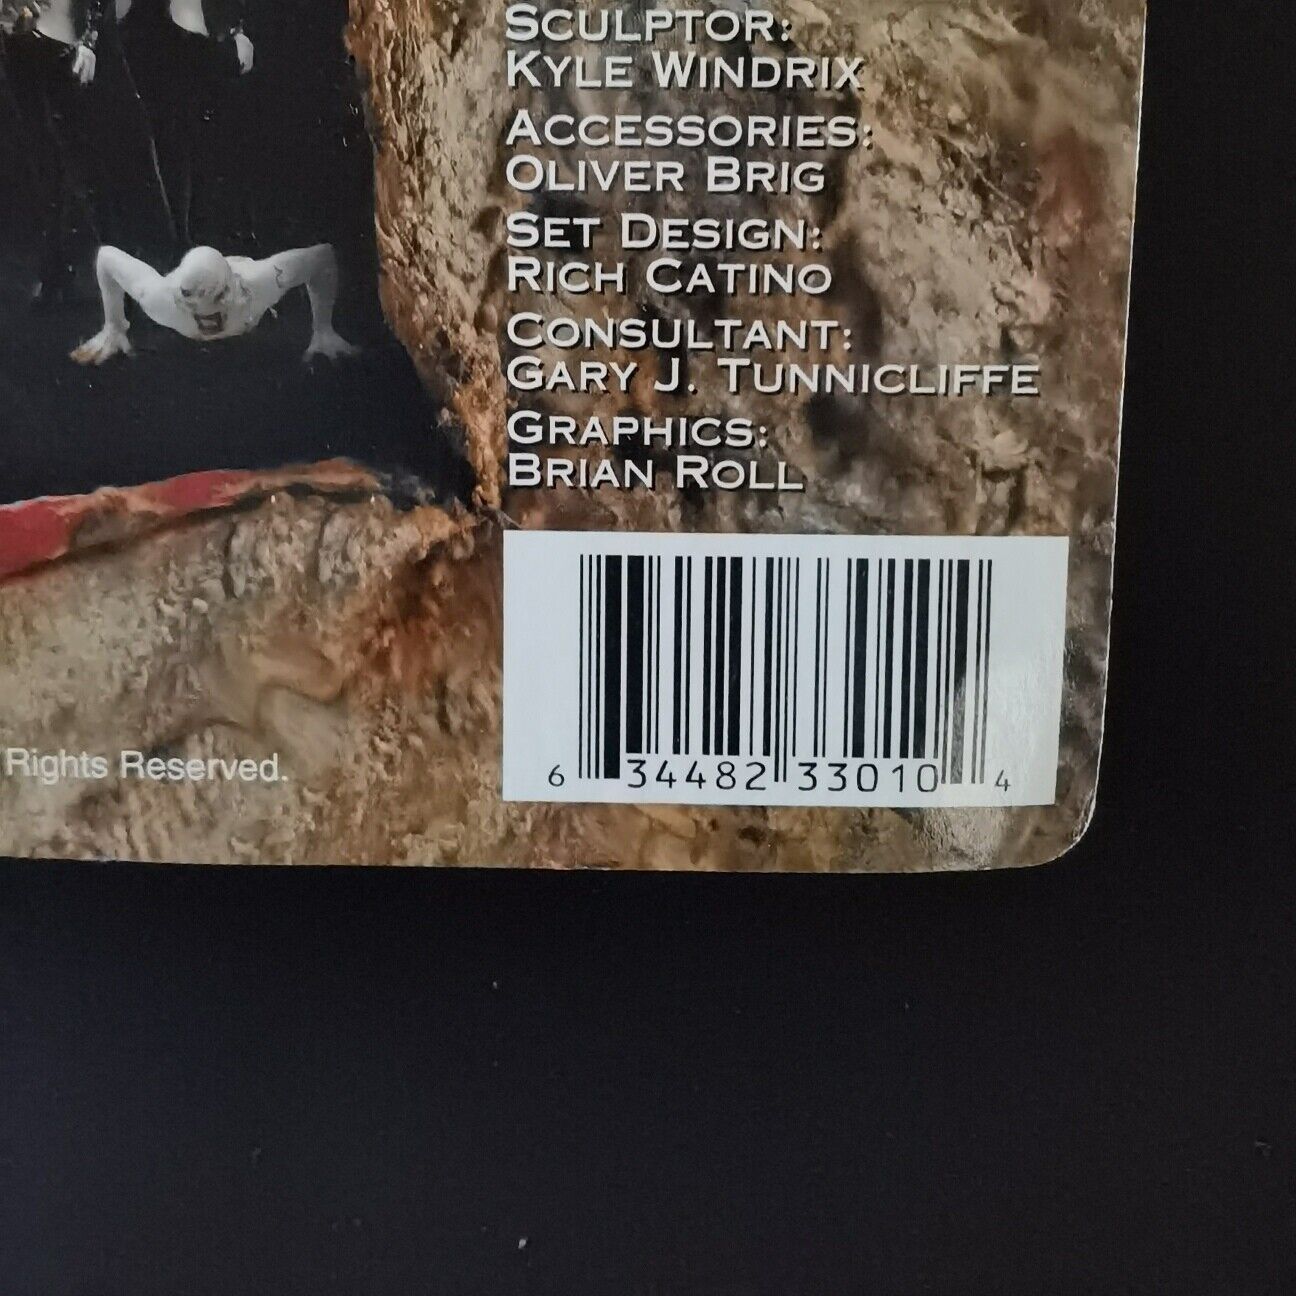 SCULPTOR:
KYLE WINDRIX
ACCESSORIES:
OLIVER BRIG
SET DESIGN:
RICH CATINO
CONSULTANT:
GARY J. TUNNICLIFFE
GRAPHICS:
BRIAN ROLL
Rights Reserved.
6 34482 33010 4